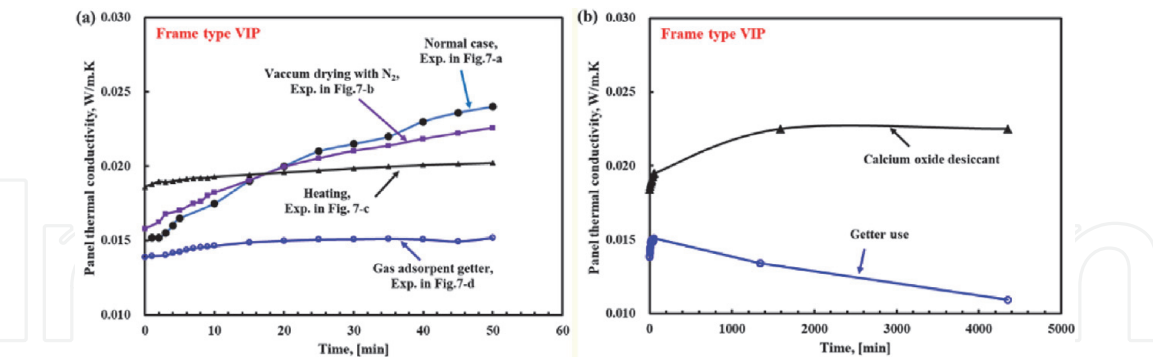 (a)
Frame type VIP
0.030
0.025
0.020
0.015
0.010
Panel thermal conductivity, W/m.K
Normal case,
Exp. in Fig.7-a
Vaccum drying with N₂,
Exp. in Fig.7-b
Heating,
Exp. in Fig. 7-c
Gas adsorpent getter,
Exp. in Fig.7-d
0
10
20
30
40
50
60
Time, [min]
(b)
Frame type VIP
0.030
0.025
0.020
0.015
0.010
Panel thermal conductivity, W/m.K
Calcium oxide desiccant
Getter use
0
1000
2000
3000
4000
5000
Time, [min]